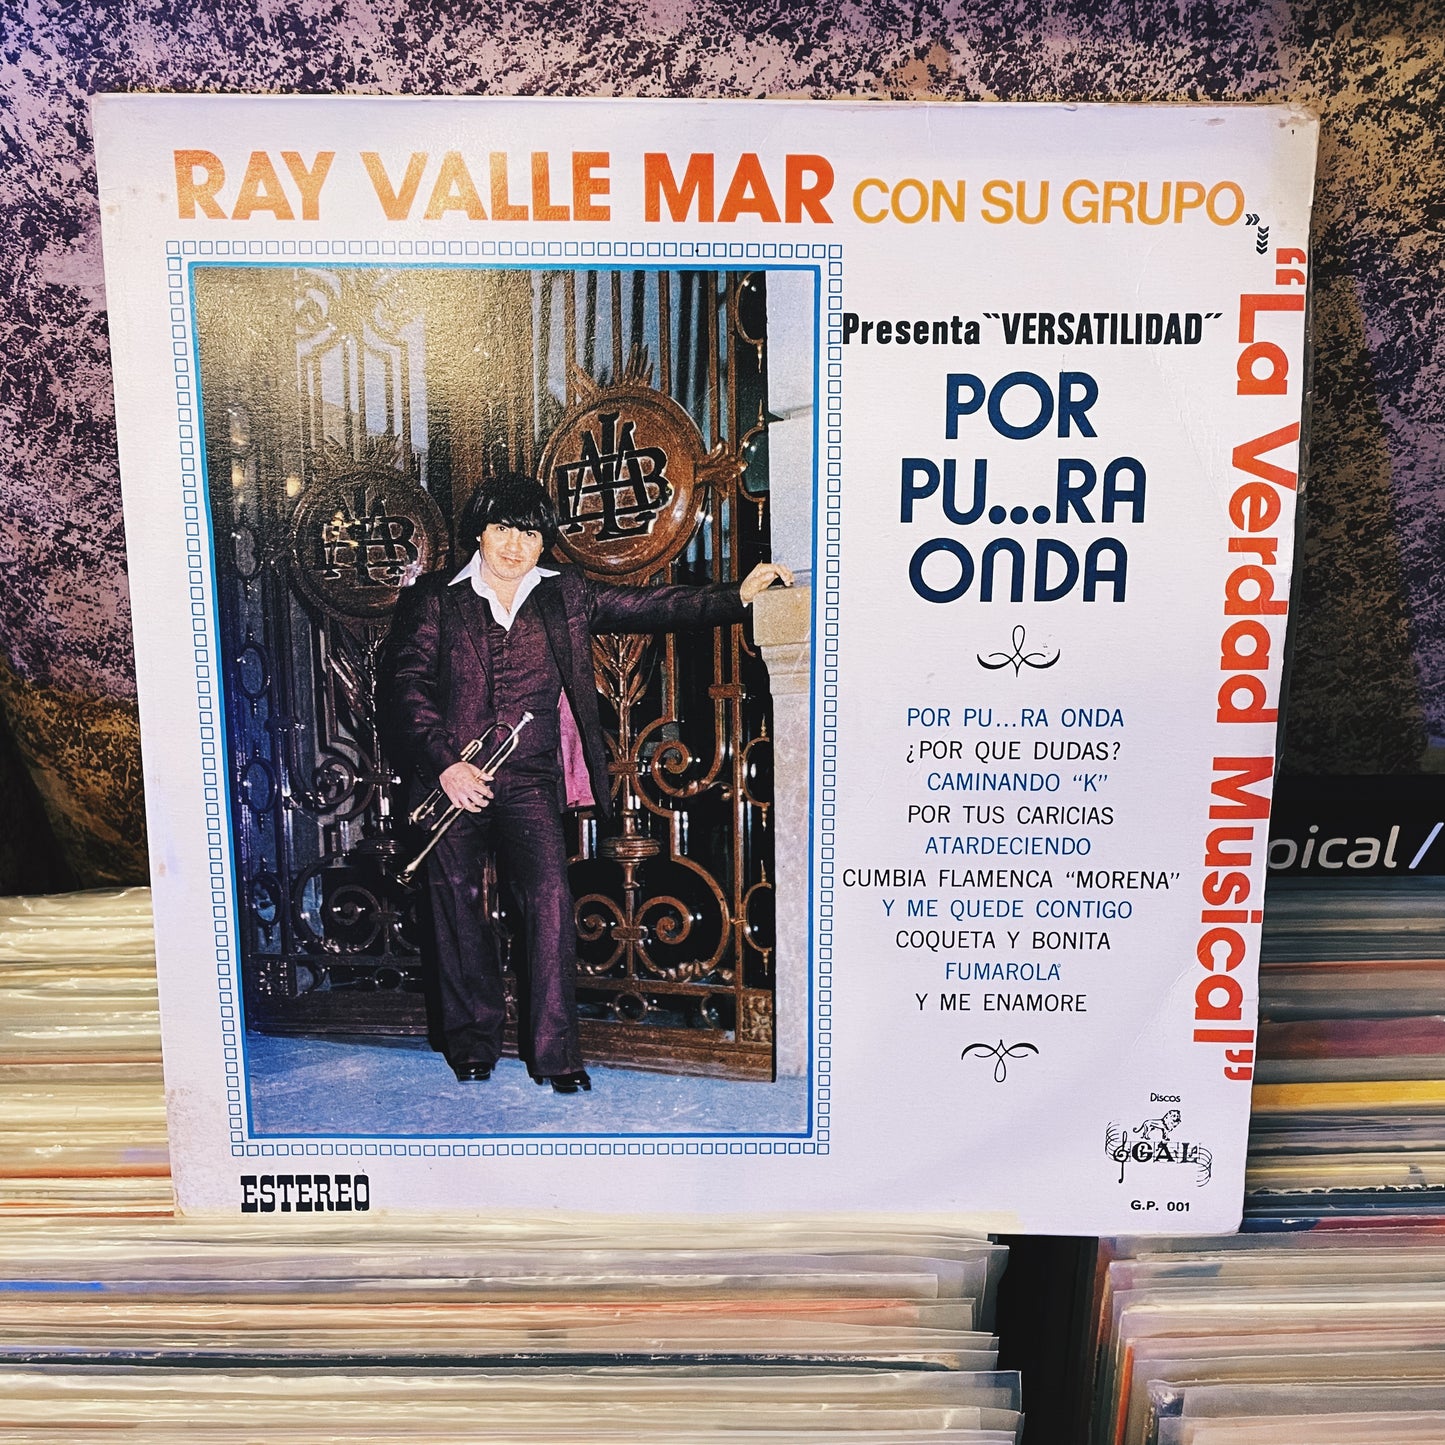 RAY VALLE MAR CON SU GRUPO
"La Verdad Musical"
Presenta "VERSATILIDAD"
POR
PU...RA
ONDA
POR PU...RA ONDA
¿POR QUE DUDAS?
CAMINANDO "K"
POR TUS CARICIAS
ATARDECIENDO
CUMBIA FLAMENCA "MORENA"
Y ME QUEDE CONTIGO
COQUETA Y BONITA
FUMAROLA
Y ME ENAMORE
Discos
GAL
G.P. 001
ESTEREO
1